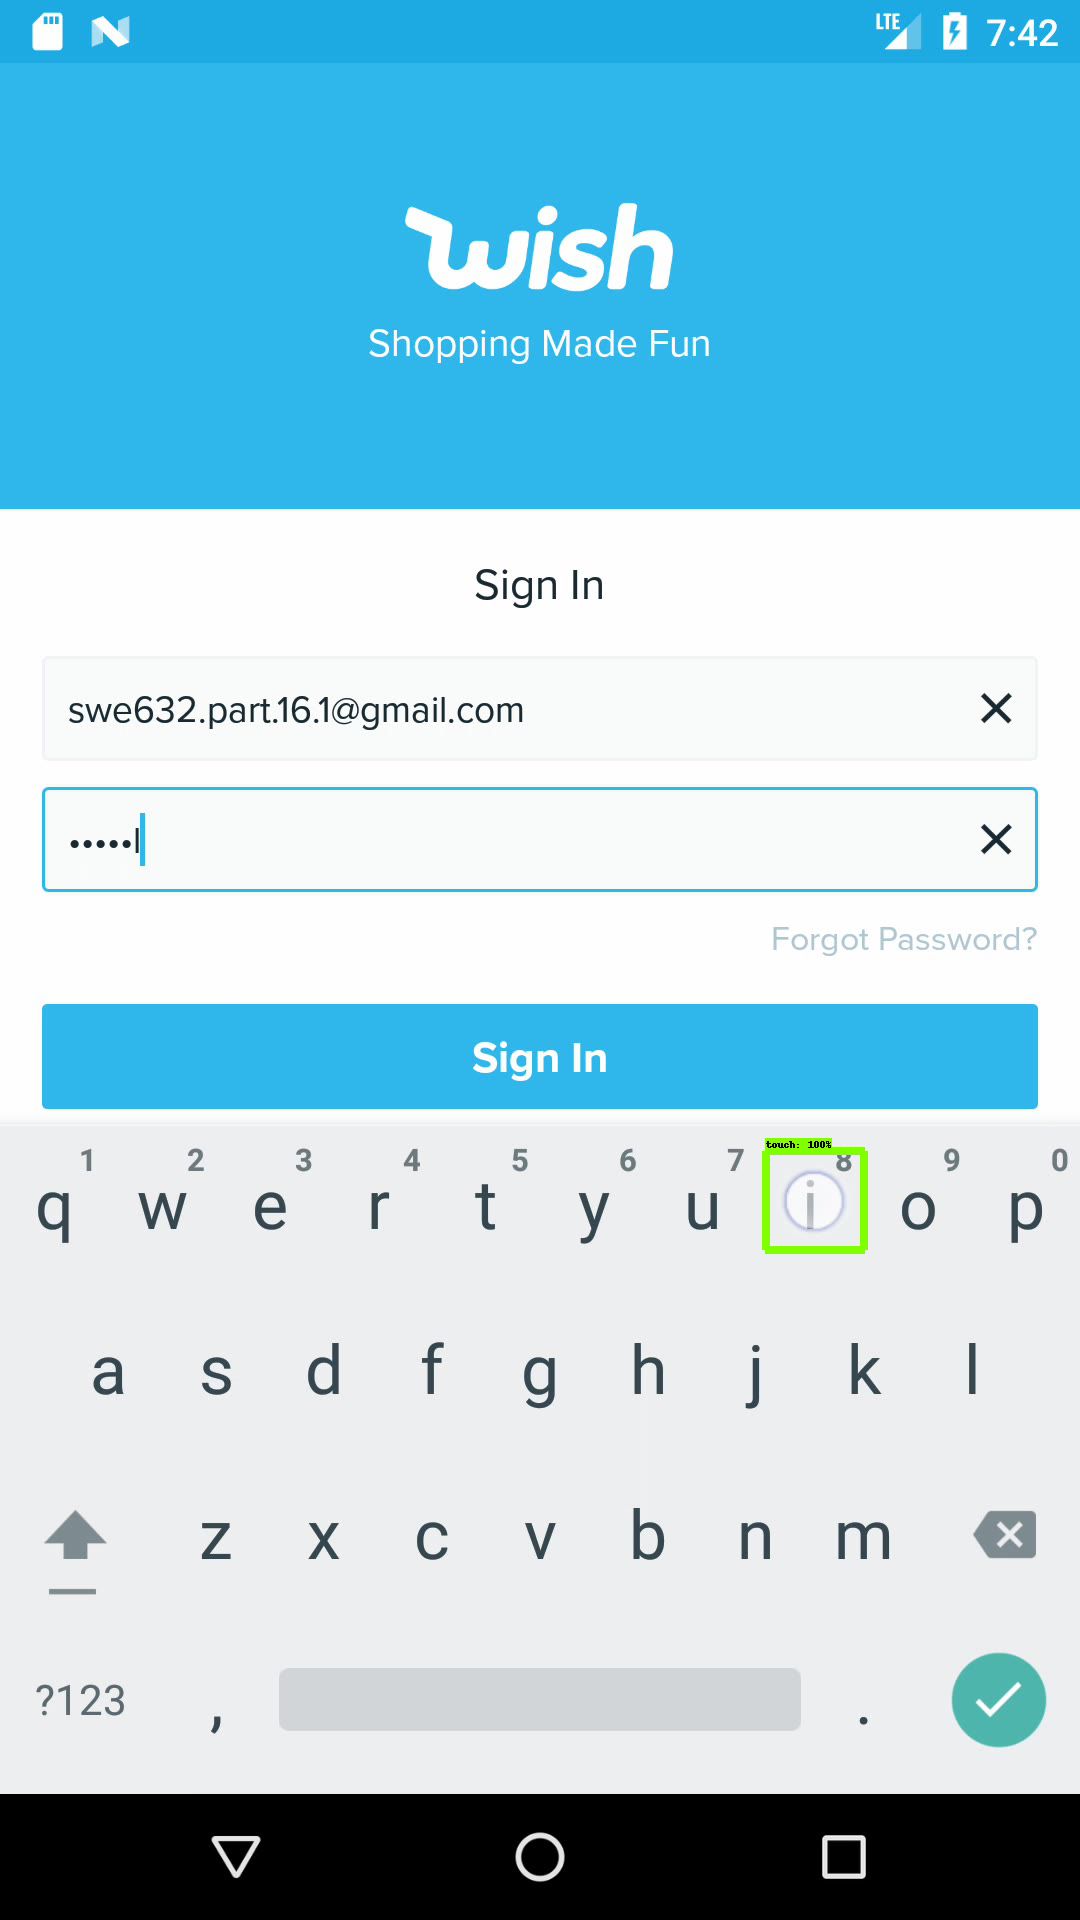 LTE 7:42
wish
Shopping Made Fun
Sign In
swe632.part.16.1@gmail.com
•••••l
Forgot Password?
Sign In
touch: 100%
1 2 3 4 5 6 7 8 9 0
q w e r t y u i o p
a s d f g h j k l
z x c v b n m
?123 , .